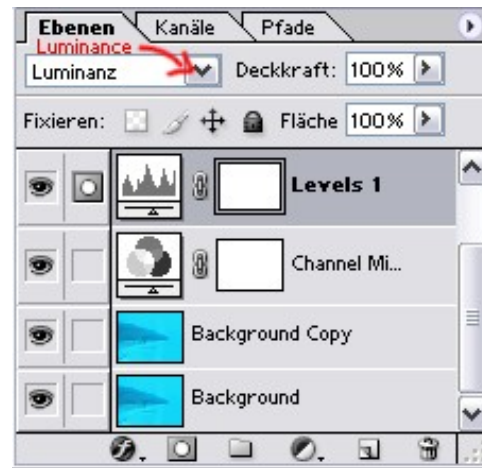 Ebenen Kanäle Pfade
Luminance
Luminanz Deckkraft: 100%
Fixieren: Fläche 100%
Levels 1
Channel Mi...
Background Copy
Background